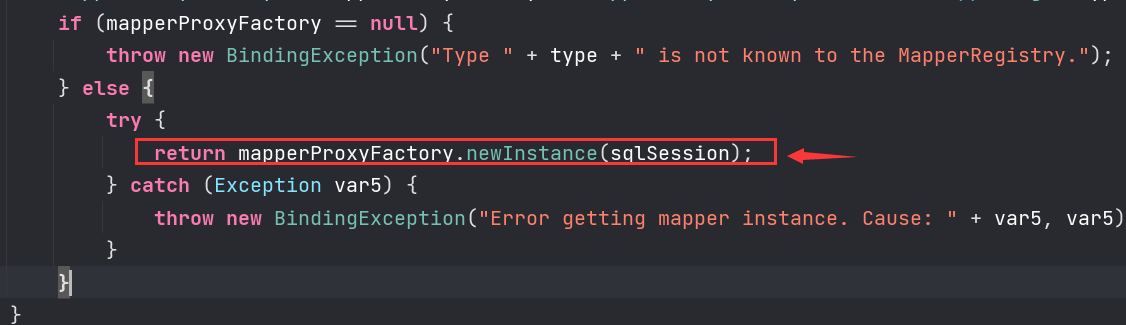 if (mapperProxyFactory == null) {
throw new BindingException("Type " + type + " is not known to the MapperRegistry.");
} else {
try {
return mapperProxyFactory.newInstance(sqlSession);
} catch (Exception var5) {
throw new BindingException("Error getting mapper instance. Cause: " + var5, var5)
}
}
}